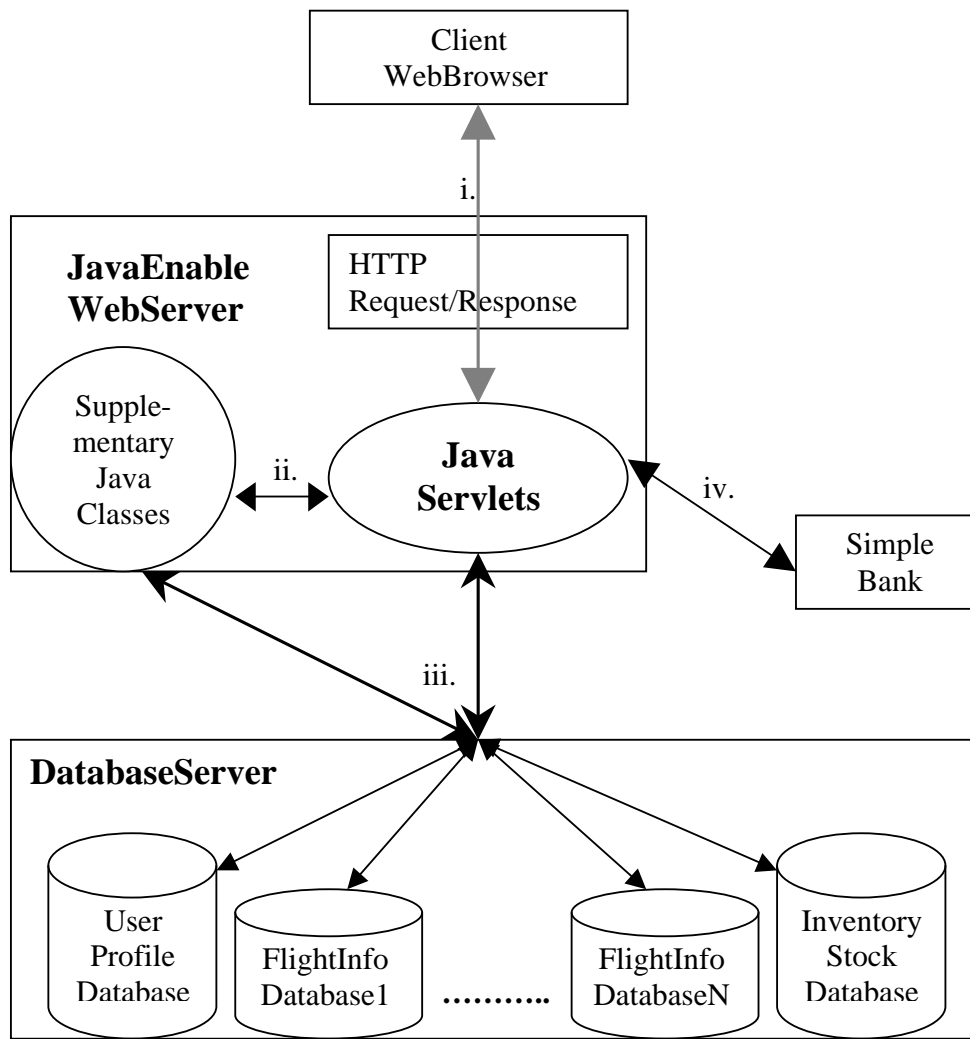 Client
WebBrowser
i.
JavaEnable
WebServer
HTTP
Request/Response
Supple-
mentary
Java
Classes
ii.
Java
Servlets
iv.
Simple
Bank
iii.
DatabaseServer
User
Profile
Database
FlightInfo
Database1
...........
FlightInfo
DatabaseN
Inventory
Stock
Database